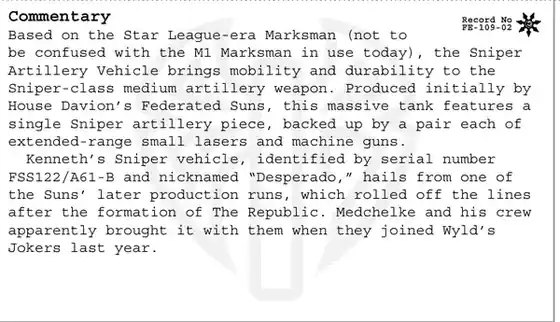 Commentary
Record No
FE-109-02
Based on the Star League-era Marksman (not to
be confused with the M1 Marksman in use today), the Sniper
Artillery Vehicle brings mobility and durability to the
Sniper-class medium artillery weapon. Produced initially by
House Davion’s Federated Suns, this massive tank features a
single Sniper artillery piece, backed up by a pair each of
extended-range small lasers and machine guns.
Kenneth’s Sniper vehicle, identified by serial number
FSS122/A61-B and nicknamed “Desperado,” hails from one of
the Suns’ later production runs, which rolled off the lines
after the formation of The Republic. Medchelke and his crew
apparently brought it with them when they joined Wyld’s
Jokers last year.